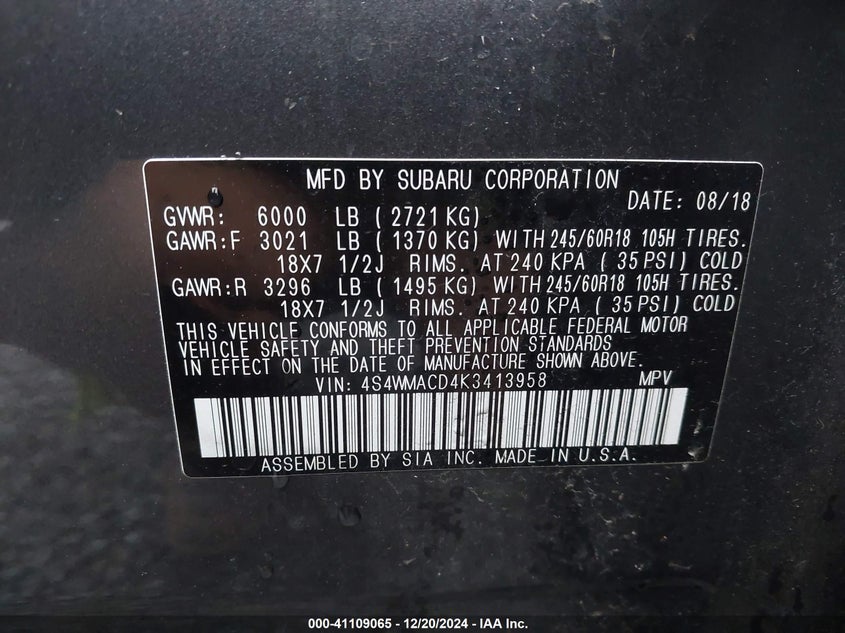 MFD BY SUBARU CORPORATION
DATE: 08/18
GVWR: 6000 LB ( 2721 KG)
GAWR:F 3021 LB ( 1370 KG) WITH 245/60R18 105H TIRES.
18X7 1/2J RIMS. AT 240 KPA ( 35 PSI) COLD
GAWR:R 3296 LB ( 1495 KG) WITH 245/60R18 105H TIRES.
18X7 1/2J RIMS. AT 240 KPA ( 35 PSI) COLD
THIS VEHICLE CONFORMS TO ALL APPLICABLE FEDERAL MOTOR
VEHICLE SAFETY AND THEFT PREVENTION STANDARDS
IN EFFECT ON THE DATE OF MANUFACTURE SHOWN ABOVE.
VIN: 4S4WMACD4K3413958 MPV
ASSEMBLED BY SIA INC. MADE IN U.S.A.
000-41109065 - 12/20/2024 - IAA Inc.